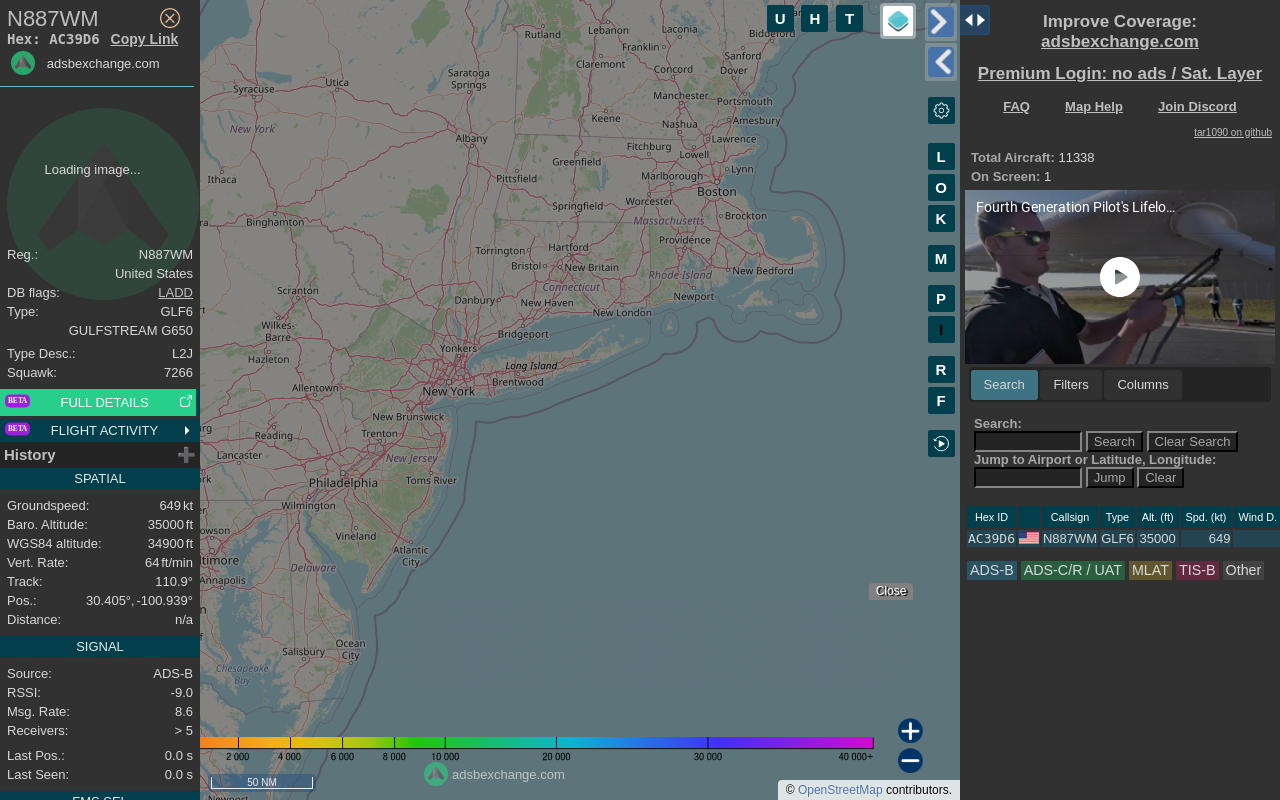 N887WM
Hex: AC39D6 Copy Link
adsbexchange.com
Loading image...
Reg.: N887WM
United States
DB flags: LADD
Type: GLF6
GULFSTREAM G650
Type Desc.: L2J
Squawk: 7266
BETA FULL DETAILS
BETA FLIGHT ACTIVITY
History
SPATIAL
Groundspeed: 649 kt
Baro. Altitude: 35000 ft
WGS84 altitude: 34900 ft
Vert. Rate: 64 ft/min
Track: 110.9°
Pos.: 30.405°, -100.939°
Distance: n/a
SIGNAL
Source: ADS-B
RSSI: -9.0
Msg. Rate: 8.6
Receivers: > 5
Last Pos.: 0.0 s
Last Seen: 0.0 s
FMS SEL
U H T
L
O
K
M
P
I
R
F
Rutland
Lebanon
Laconia
Biddeford
Franklin
Sanford
Claremont
Dover
Concord
Saratoga
Springs
Utica
Syracuse
Manchester
Portsmouth
Keene
Nashua
Amesbury
New York
Albany
Lawrence
Fitchburg
Lowell
Greenfield
Lynn
Ithaca
Pittsfield
Marlborough
Boston
Worcester
Springfield
Massachusetts
Brockton
Binghamton
Providence
Hartford
Torrington
Bristol
New Britain
New Bedford
Rhode Island
Connecticut
Scranton
Danbury
New Haven
Newport
New London
Wilkes-
Barre
Bridgeport
Yonkers
Hazleton
Long Island
Brentwood
Allentown
New York
New Brunswick
Reading
Trenton
Lancaster
New Jersey
Toms River
Philadelphia
Wilmington
Vineland
Atlantic
City
Delaware
Annapolis
Ocean
City
Salisbury
Chesapeake
Bay
Newport
Close
2 000 4 000 6 000 8 000 10 000 20 000 30 000 40 000+
adsbexchange.com
50 NM
© OpenStreetMap contributors.
Improve Coverage:
adsbexchange.com
Premium Login: no ads / Sat. Layer
FAQ Map Help Join Discord
tar1090 on github
Total Aircraft: 11338
On Screen: 1
Fourth Generation Pilot's Lifelo...
Search Filters Columns
Search:
Search Clear Search
Jump to Airport or Latitude, Longitude:
Jump Clear
Hex ID Callsign Type Alt. (ft) Spd. (kt) Wind D.
AC39D6 N887WM GLF6 35000 649
ADS-B ADS-C/R / UAT MLAT TIS-B Other